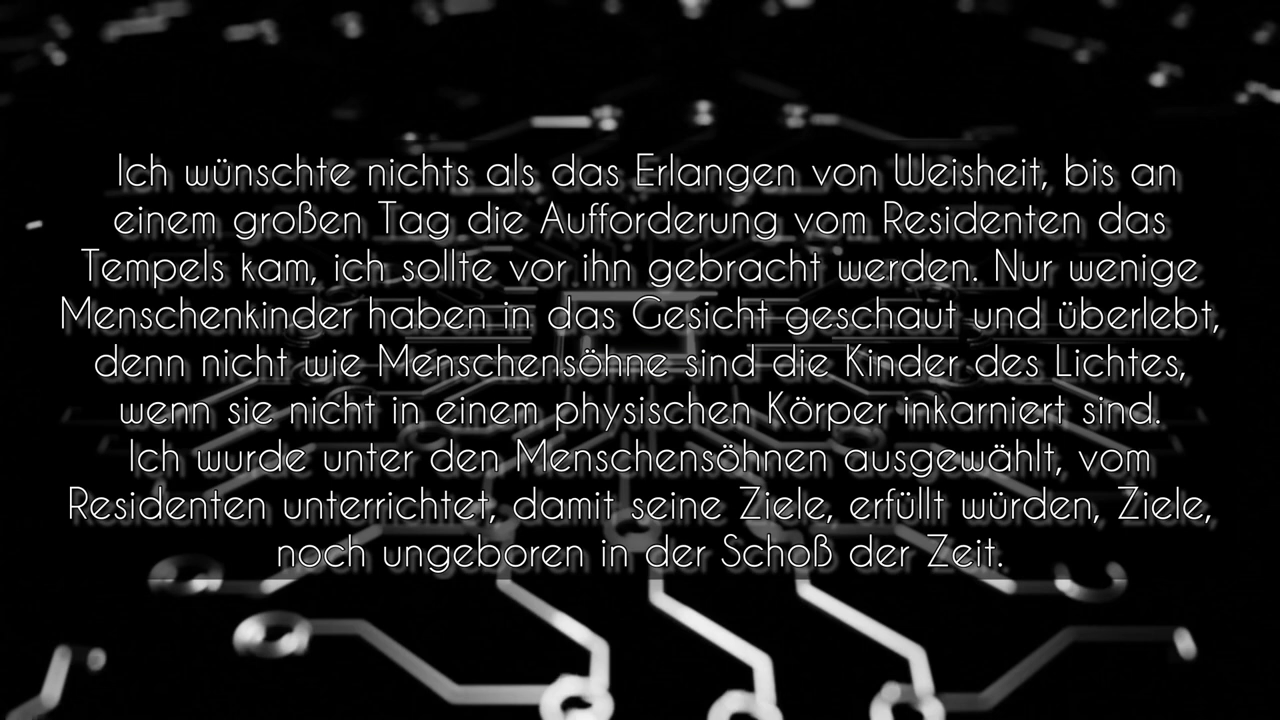 Ich wünschte nichts als das Erlangen von Weisheit, bis an
einem großen Tag die Aufforderung vom Residenten das
Tempels kam, ich sollte vor ihn gebracht werden. Nur wenige
Menschenkinder haben in das Gesicht geschaut und überlebt,
denn nicht wie Menschensöhne sind die Kinder des Lichtes,
wenn sie nicht in einem physischen Körper inkarniert sind.
Ich wurde unter den Menschensöhnen ausgewählt, vom
Residenten unterrichtet, damit seine Ziele, erfüllt würden, Ziele,
noch ungeboren in der Schoß der Zeit.